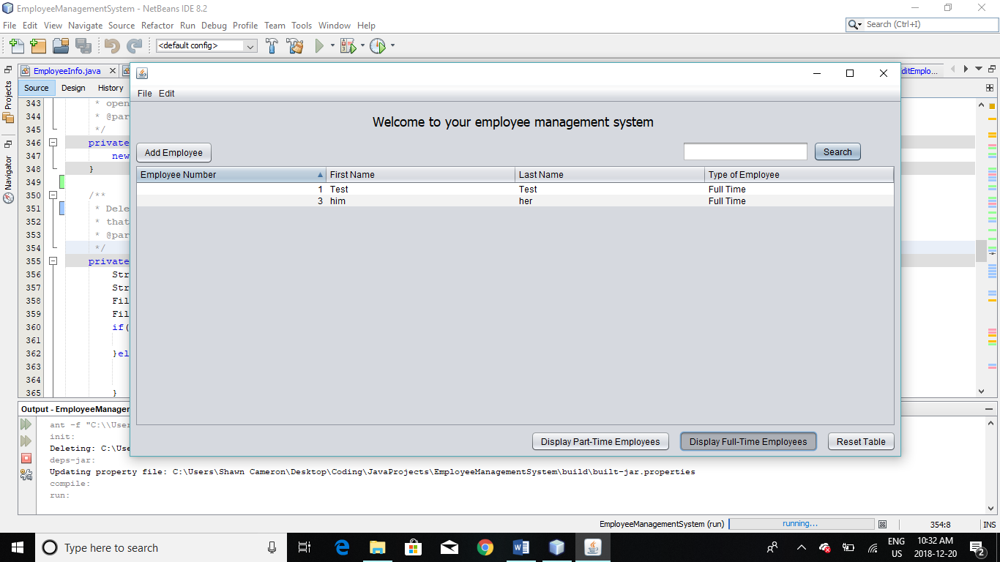 EmployeeManagementSystem - NetBeans IDE 8.2
File Edit View Navigate Source Refactor Run Debug Profile Team Tools Window Help
Search (Ctrl+I)
<default config>
EmployeeInfo.java
ditEmplo...
Source Design History
Projects
Navigator
File Edit
Welcome to your employee management system
Add Employee
Search
Employee Number First Name Last Name Type of Employee
1 Test Test Full Time
3 him her Full Time
Display Part-Time Employees Display Full-Time Employees Reset Table
343 * open
344 * @par
345 */
346 private
347 new
348 }
349
350 /**
351 * Dele
352 * that
353 * @par
354 */
355 private
356 Str
357 Str
358 Fil
359 Fil
360 if(
361
362 }el
363
364
365 }
Output - EmployeeManager
ant -f "C:\\Use
init:
Deleting: C:\Use
deps-jar:
Updating property file: C:\Users\Shawn Cameron\Desktop\Coding\JavaProjects\EmployeeManagementSystem\build\built-jar.properties
compile:
run:
EmployeeManagementSystem (run) running... 354:8 INS
Type here to search
ENG
US
10:32 AM
2018-12-20
2